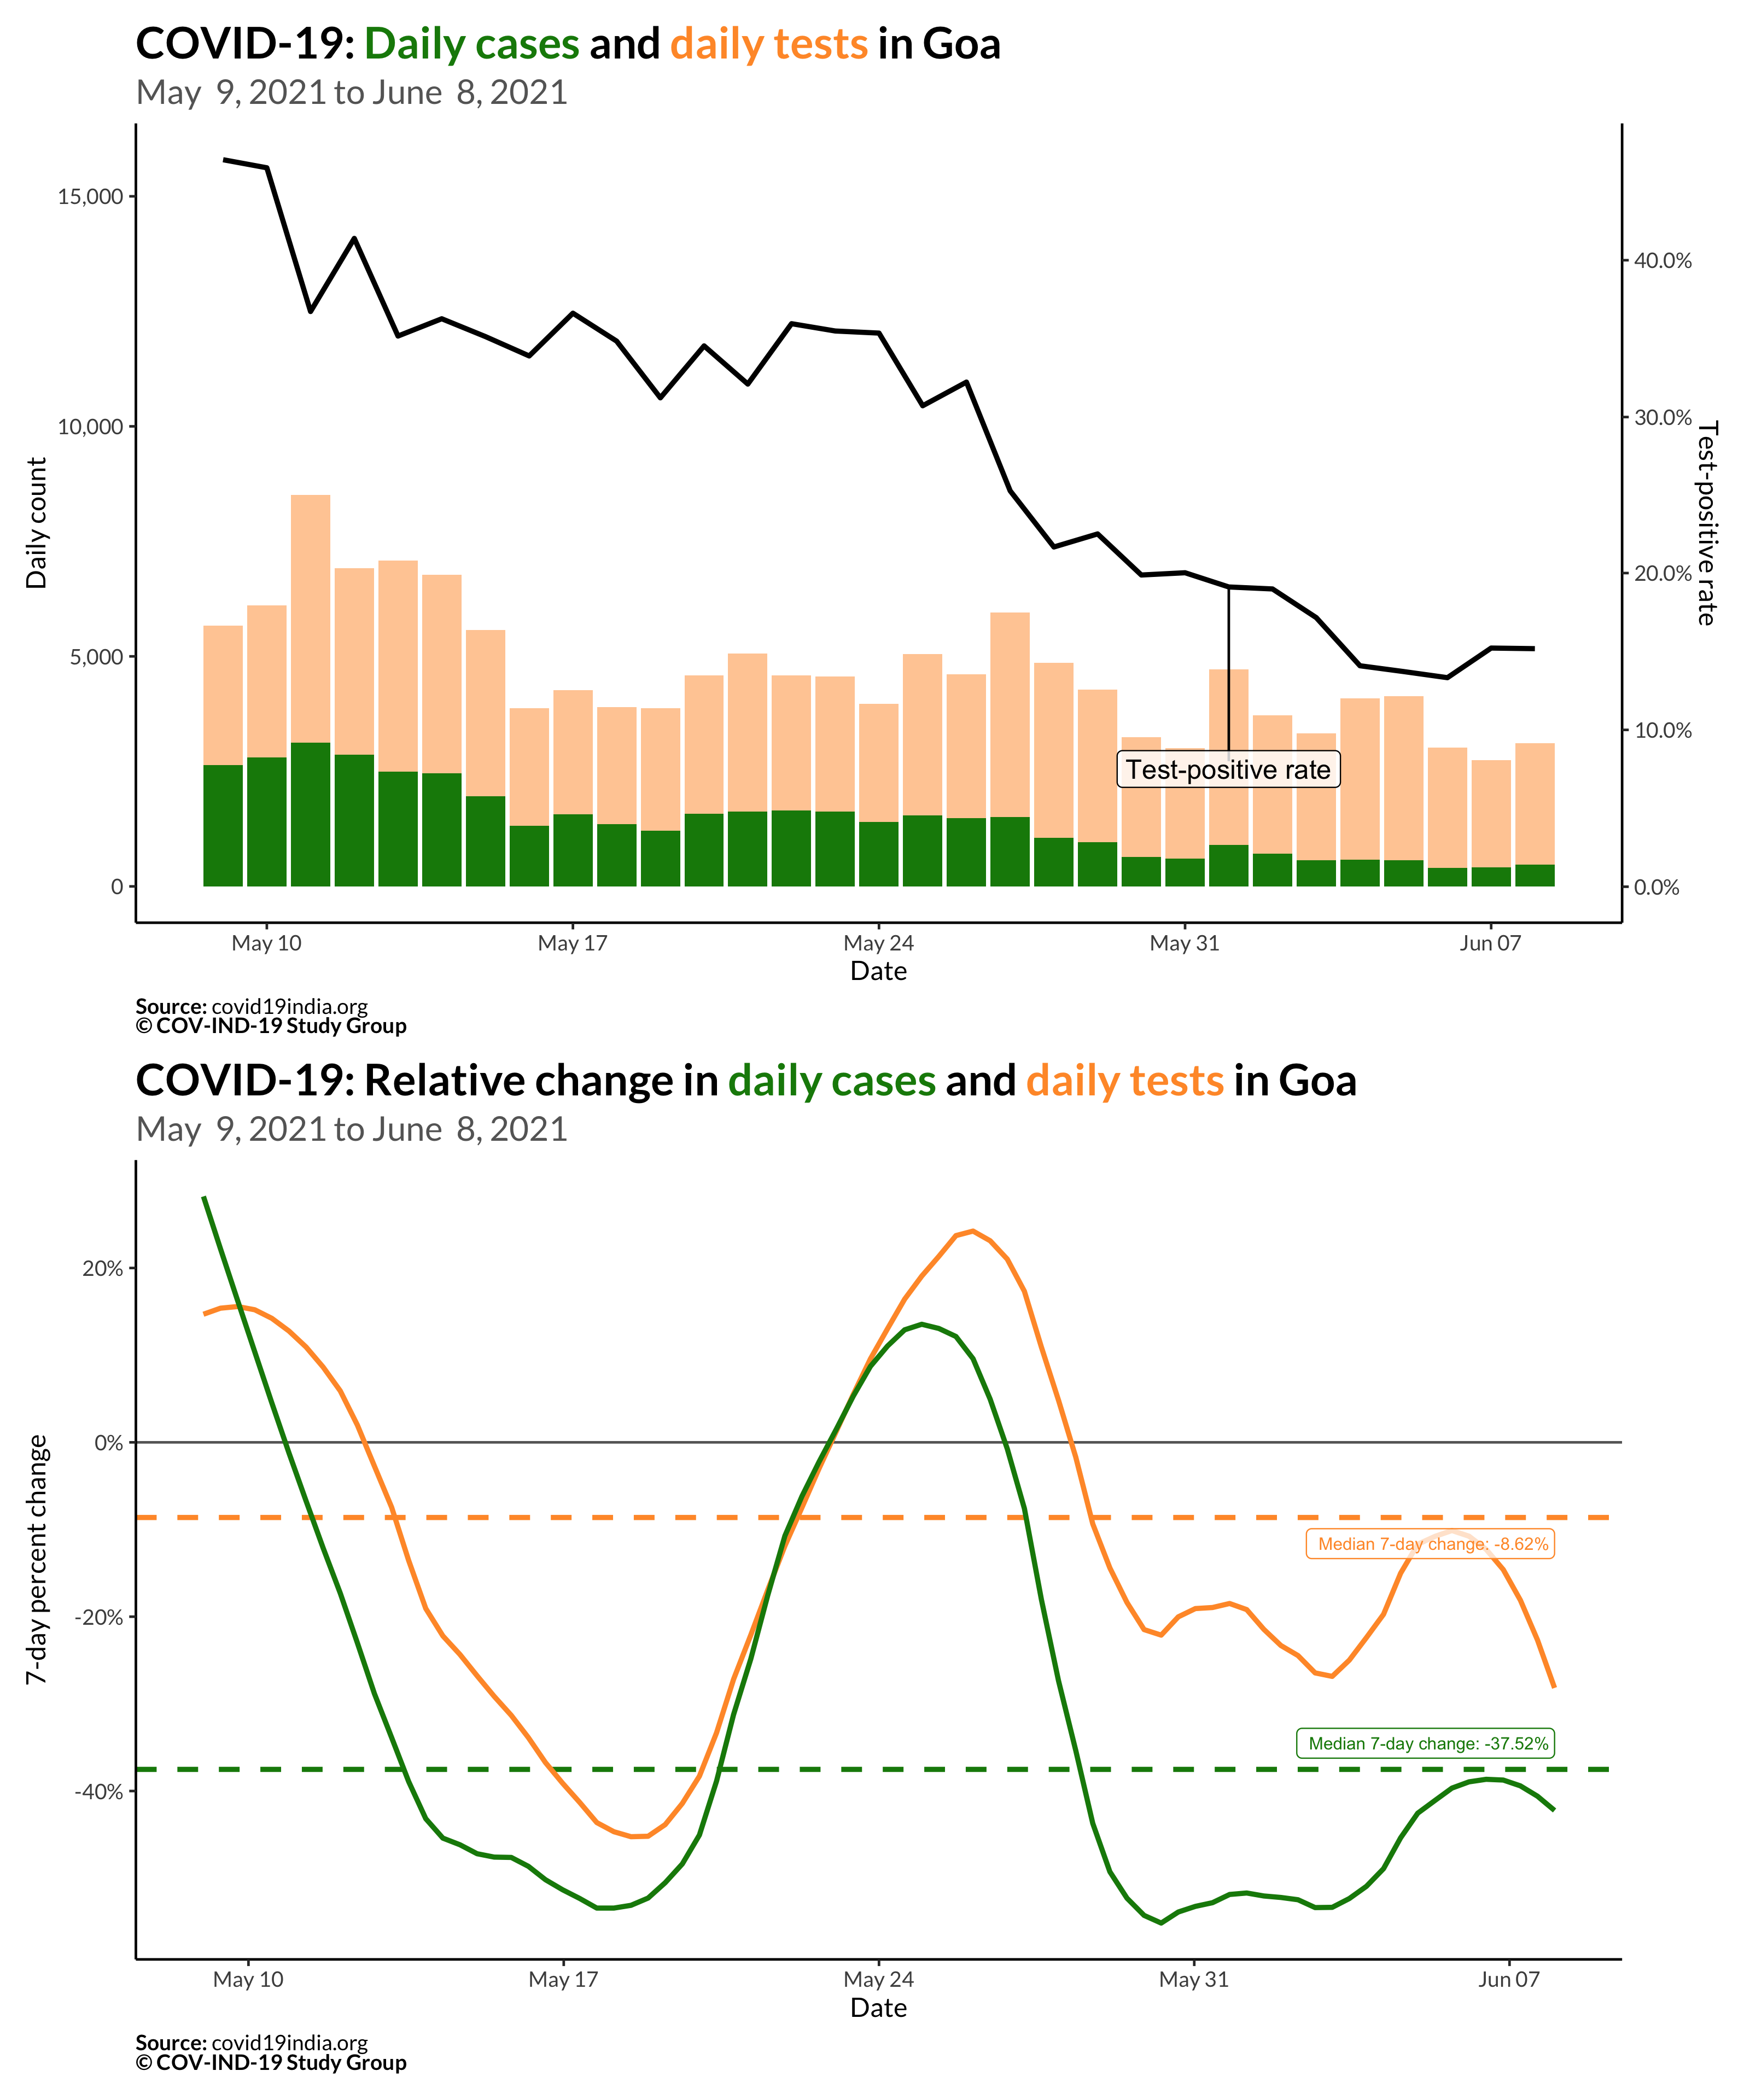 COVID-19: Daily cases and daily tests in Goa
May 9, 2021 to June 8, 2021
15,000
10,000
5,000
0
Daily count
40.0%
30.0%
20.0%
10.0%
0.0%
Test-positive rate
Test-positive rate
May 10
May 17
May 24
May 31
Jun 07
Date
Source: covid19india.org
© COV-IND-19 Study Group
COVID-19: Relative change in daily cases and daily tests in Goa
May 9, 2021 to June 8, 2021
20%
0%
-20%
-40%
7-day percent change
Median 7-day change: -8.62%
Median 7-day change: -37.52%
May 10
May 17
May 24
May 31
Jun 07
Date
Source: covid19india.org
© COV-IND-19 Study Group